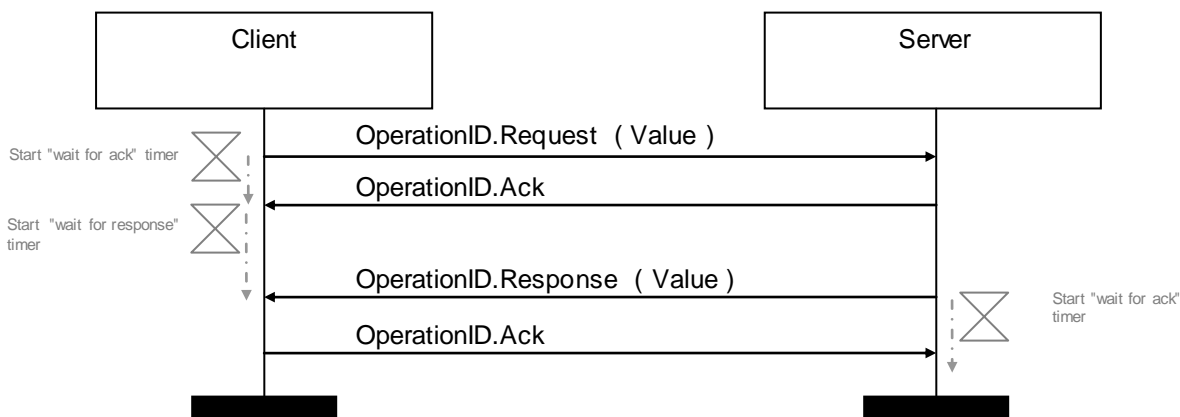 Client
Server
OperationID.Request ( Value )
Start "wait for ack" timer
OperationID.Ack
Start "wait for response"
timer
OperationID.Response ( Value )
Start "wait for ack"
timer
OperationID.Ack